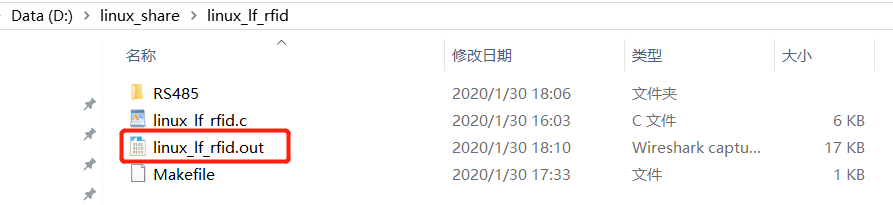 Data (D:) › linux_share › linux_lf_rfid
名称 修改日期 类型 大小
RS485 2020/1/30 18:06 文件夹
linux_lf_rfid.c 2020/1/30 16:03 C 文件 6 KB
linux_lf_rfid.out 2020/1/30 18:10 Wireshark captu... 17 KB
Makefile 2020/1/30 17:33 文件 1 KB